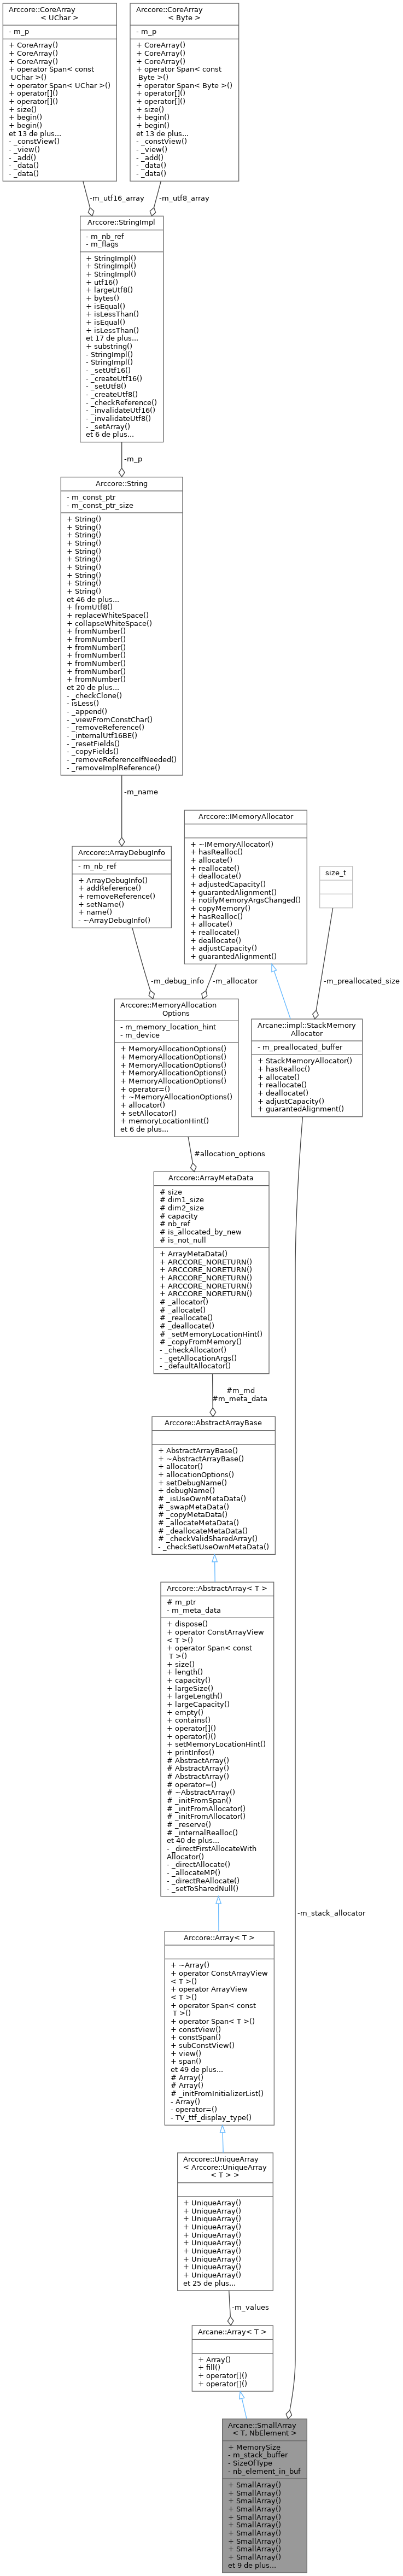 Arccore::CoreArray
< UChar >
- m_p
+ CoreArray()
+ CoreArray()
+ CoreArray()
+ operator Span< const
UChar >()
+ operator Span< UChar >()
+ operator[]()
+ operator[]()
+ size()
+ begin()
+ begin()
et 13 de plus...
- _constView()
- _view()
- _add()
- _data()
- _data()
Arccore::CoreArray
< Byte >
- m_p
+ CoreArray()
+ CoreArray()
+ CoreArray()
+ operator Span< const
Byte >()
+ operator Span< Byte >()
+ operator[]()
+ operator[]()
+ size()
+ begin()
+ begin()
et 13 de plus...
- _constView()
- _view()
- _add()
- _data()
- _data()
-m_utf16_array
-m_utf8_array
Arccore::StringImpl
- m_nb_ref
- m_flags
+ StringImpl()
+ StringImpl()
+ StringImpl()
+ utf16()
+ largeUtf8()
+ bytes()
+ isEqual()
+ isLessThan()
+ isEqual()
+ isLessThan()
et 17 de plus...
+ substring()
- StringImpl()
- StringImpl()
- _setUtf16()
- _createUtf16()
- _setUtf8()
- _createUtf8()
- _checkReference()
- _invalidateUtf16()
- _invalidateUtf8()
- _setArray()
et 6 de plus...
-m_p
Arccore::String
- m_const_ptr
- m_const_ptr_size
+ String()
+ String()
+ String()
+ String()
+ String()
+ String()
+ String()
+ String()
+ String()
+ String()
et 46 de plus...
+ fromUtf8()
+ replaceWhiteSpace()
+ collapseWhiteSpace()
+ fromNumber()
+ fromNumber()
+ fromNumber()
+ fromNumber()
+ fromNumber()
+ fromNumber()
+ fromNumber()
et 20 de plus...
- _checkClone()
- isLess()
- _append()
- _viewFromConstChar()
- _removeReference()
- _internalUtf16BE()
- _resetFields()
- _copyFields()
- _removeReferenceIfNeeded()
- _removeImplReference()
-m_name
Arccore::ArrayDebugInfo
- m_nb_ref
+ ArrayDebugInfo()
+ addReference()
+ removeReference()
+ setName()
+ name()
- ~ArrayDebugInfo()
Arccore::IMemoryAllocator
+ ~IMemoryAllocator()
+ hasRealloc()
+ allocate()
+ reallocate()
+ deallocate()
+ adjustedCapacity()
+ guarantedAlignment()
+ notifyMemoryArgsChanged()
+ copyMemory()
+ hasRealloc()
+ allocate()
+ reallocate()
+ deallocate()
+ adjustCapacity()
+ guarantedAlignment()
size_t
-m_debug_info
-m_allocator
-m_preallocated_size
Arccore::MemoryAllocation
Options
- m_memory_location_hint
- m_device
+ MemoryAllocationOptions()
+ MemoryAllocationOptions()
+ MemoryAllocationOptions()
+ MemoryAllocationOptions()
+ MemoryAllocationOptions()
+ operator=()
+ ~MemoryAllocationOptions()
+ allocator()
+ setAllocator()
+ memoryLocationHint()
et 6 de plus...
Arcane::impl::StackMemory
Allocator
- m_preallocated_buffer
+ StackMemoryAllocator()
+ hasRealloc()
+ allocate()
+ reallocate()
+ deallocate()
+ adjustCapacity()
+ guarantedAlignment()
#allocation_options
Arccore::ArrayMetaData
# size
# dim1_size
# dim2_size
# capacity
# nb_ref
# is_allocated_by_new
# is_not_null
+ ArrayMetaData()
+ ARCCORE_NORETURN()
+ ARCCORE_NORETURN()
+ ARCCORE_NORETURN()
+ ARCCORE_NORETURN()
+ ARCCORE_NORETURN()
# _allocator()
# _allocate()
# _reallocate()
# _deallocate()
# _setMemoryLocationHint()
# _copyFromMemory()
- _checkAllocator()
- _getAllocationArgs()
- _defaultAllocator()
#m_md
#m_meta_data
Arccore::AbstractArrayBase
+ AbstractArrayBase()
+ ~AbstractArrayBase()
+ allocator()
+ allocationOptions()
+ setDebugName()
+ debugName()
# _isUseOwnMetaData()
# _swapMetaData()
# _copyMetaData()
# _allocateMetaData()
# _deallocateMetaData()
# _checkValidSharedArray()
- _checkSetUseOwnMetaData()
Arccore::AbstractArray< T >
# m_ptr
- m_meta_data
+ dispose()
+ operator ConstArrayView
< T >()
+ operator Span< const
T >()
+ size()
+ length()
+ capacity()
+ largeSize()
+ largeLength()
+ largeCapacity()
+ empty()
+ contains()
+ operator[]()
+ operator()()
+ setMemoryLocationHint()
+ printInfos()
# AbstractArray()
# AbstractArray()
# AbstractArray()
# operator=()
# ~AbstractArray()
# _initFromSpan()
# _initFromAllocator()
# _initFromAllocator()
# _reserve()
# _internalRealloc()
et 40 de plus...
- _directFirstAllocateWith
Allocator()
- _directAllocate()
- _allocateMP()
- _directReAllocate()
- _setToSharedNull()
-m_stack_allocator
Arccore::Array< T >
+ ~Array()
+ operator ConstArrayView
< T >()
+ operator ArrayView
< T >()
+ operator Span< const
T >()
+ operator Span< T >()
+ constView()
+ constSpan()
+ subConstView()
+ view()
+ span()
et 49 de plus...
# Array()
# Array()
# _initFromInitializerList()
- Array()
- operator=()
- TV_ttf_display_type()
Arccore::UniqueArray
< Arccore::UniqueArray
< T > >
+ UniqueArray()
+ UniqueArray()
+ UniqueArray()
+ UniqueArray()
+ UniqueArray()
+ UniqueArray()
+ UniqueArray()
+ UniqueArray()
+ UniqueArray()
+ UniqueArray()
et 25 de plus...
-m_values
Arcane::Array< T >
+ Array()
+ fill()
+ operator[]()
+ operator[]()
Arcane::SmallArray
< T, NbElement >
+ MemorySize
- m_stack_buffer
- SizeOfType
- nb_element_in_buf
+ SmallArray()
+ SmallArray()
+ SmallArray()
+ SmallArray()
+ SmallArray()
+ SmallArray()
+ SmallArray()
+ SmallArray()
+ SmallArray()
+ SmallArray()
et 9 de plus...